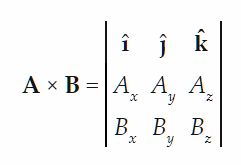 î ĵ k̂
A × B = | A_x A_y A_z |
B_x B_y B_z